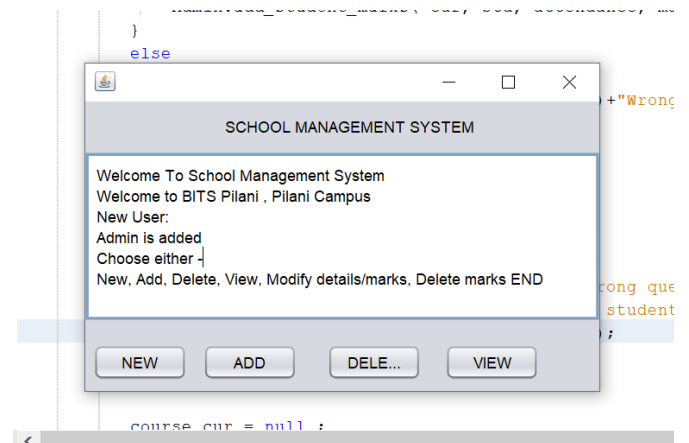 }
else
+"Wrong
SCHOOL MANAGEMENT SYSTEM
Welcome To School Management System
Welcome to BITS Pilani , Pilani Campus
New User:
Admin is added
Choose either -
New, Add, Delete, View, Modify details/marks, Delete marks END
rong que
student
;
NEW ADD DELE... VIEW
course cur = null ;